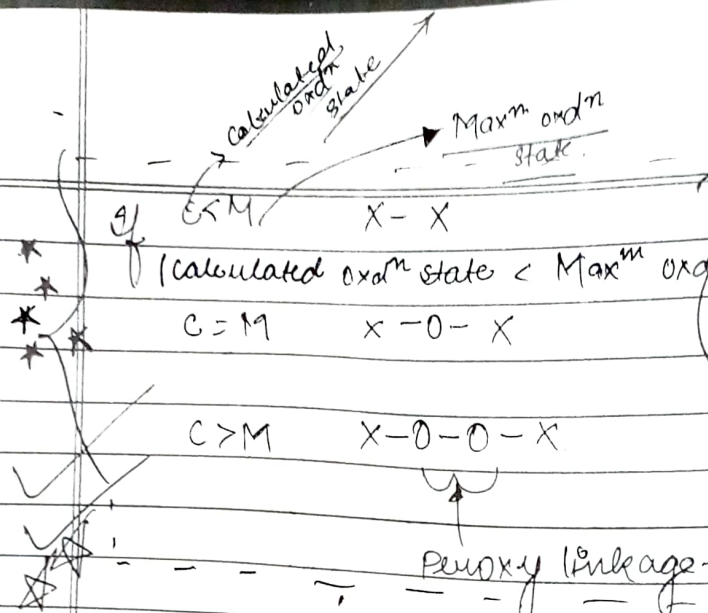 Calculated
oxdⁿ
state
Maxᵐ oxdⁿ
state.
If C<M X - X
(Calculated oxdⁿ state < Maxᵐ oxd
C = M X - O - X
C > M X - O - O - X
Peroxy linkage